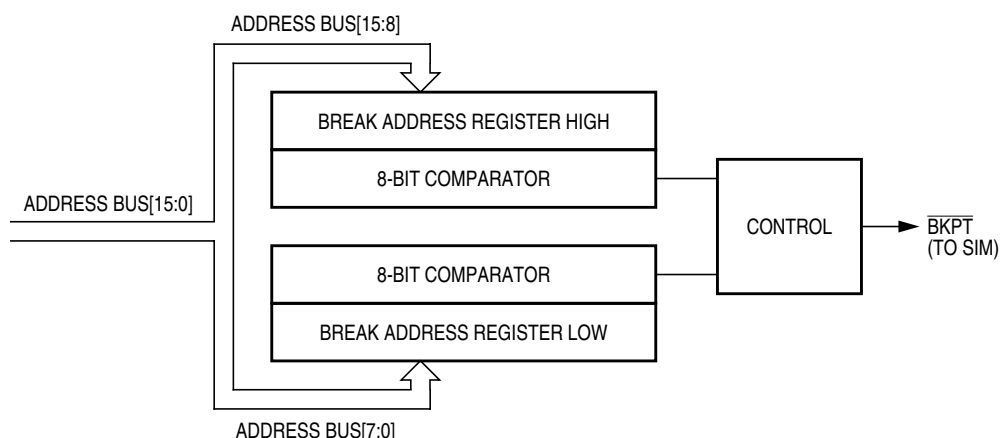 ADDRESS BUS[15:8]
BREAK ADDRESS REGISTER HIGH
8-BIT COMPARATOR
ADDRESS BUS[15:0]
CONTROL
BKPT
(TO SIM)
8-BIT COMPARATOR
BREAK ADDRESS REGISTER LOW
ADDRESS BUS[7:0]